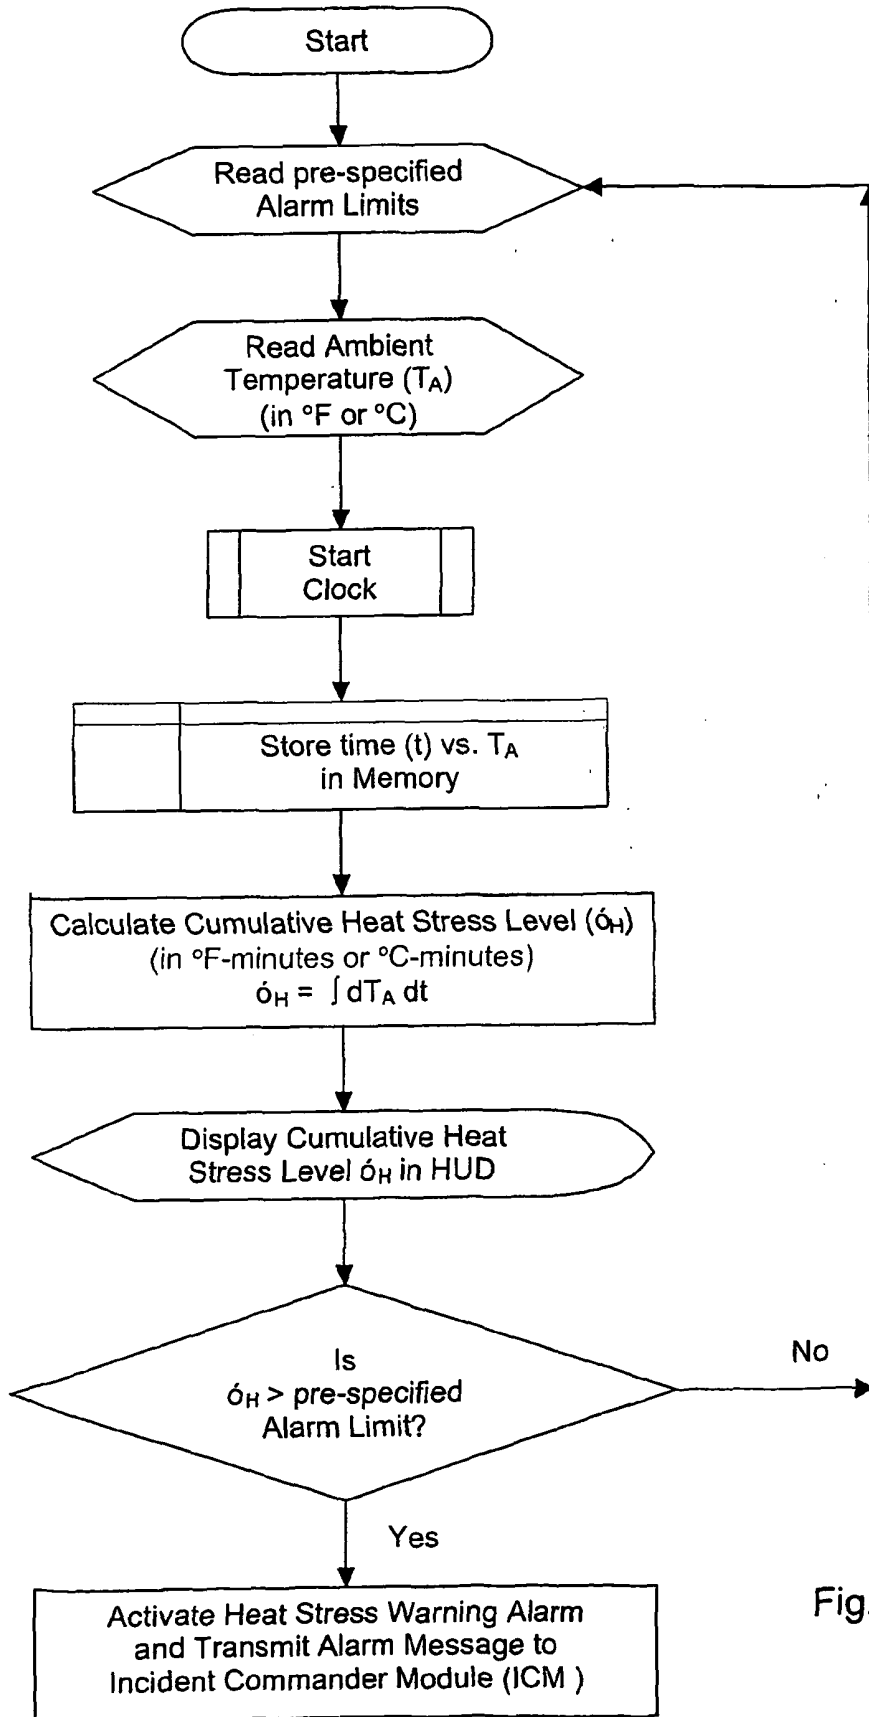 Start
Read pre-specified
Alarm Limits
Read Ambient
Temperature (TA)
(in °F or °C)
Start
Clock
Store time (t) vs. TA
in Memory
Calculate Cumulative Heat Stress Level (óH)
(in °F-minutes or °C-minutes)
óH = ∫ dTA dt
Display Cumulative Heat
Stress Level óH in HUD
Is
óH > pre-specified
Alarm Limit?
No
Yes
Activate Heat Stress Warning Alarm
and Transmit Alarm Message to
Incident Commander Module (ICM )
Fig.